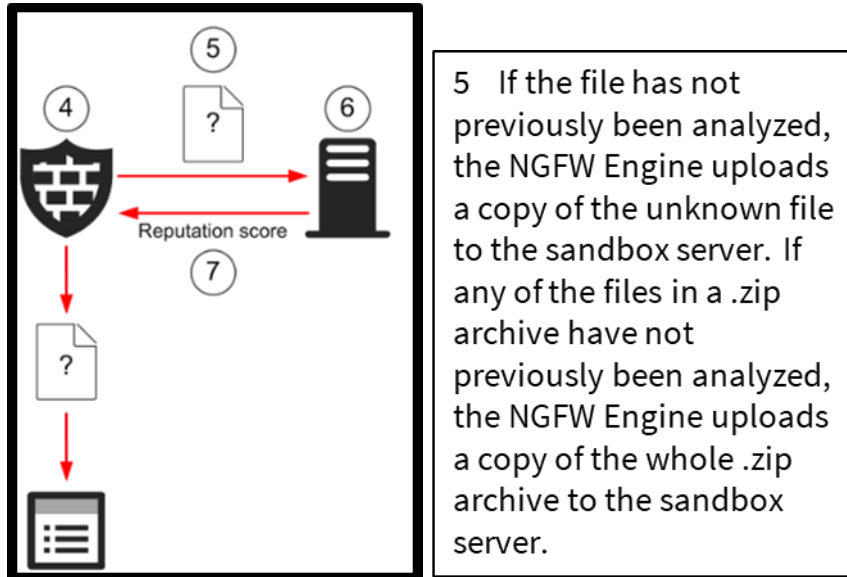 5
4
?
6
Reputation score
7
?
5 If the file has not
previously been analyzed,
the NGFW Engine uploads
a copy of the unknown file
to the sandbox server. If
any of the files in a .zip
archive have not
previously been analyzed,
the NGFW Engine uploads
a copy of the whole .zip
archive to the sandbox
server.